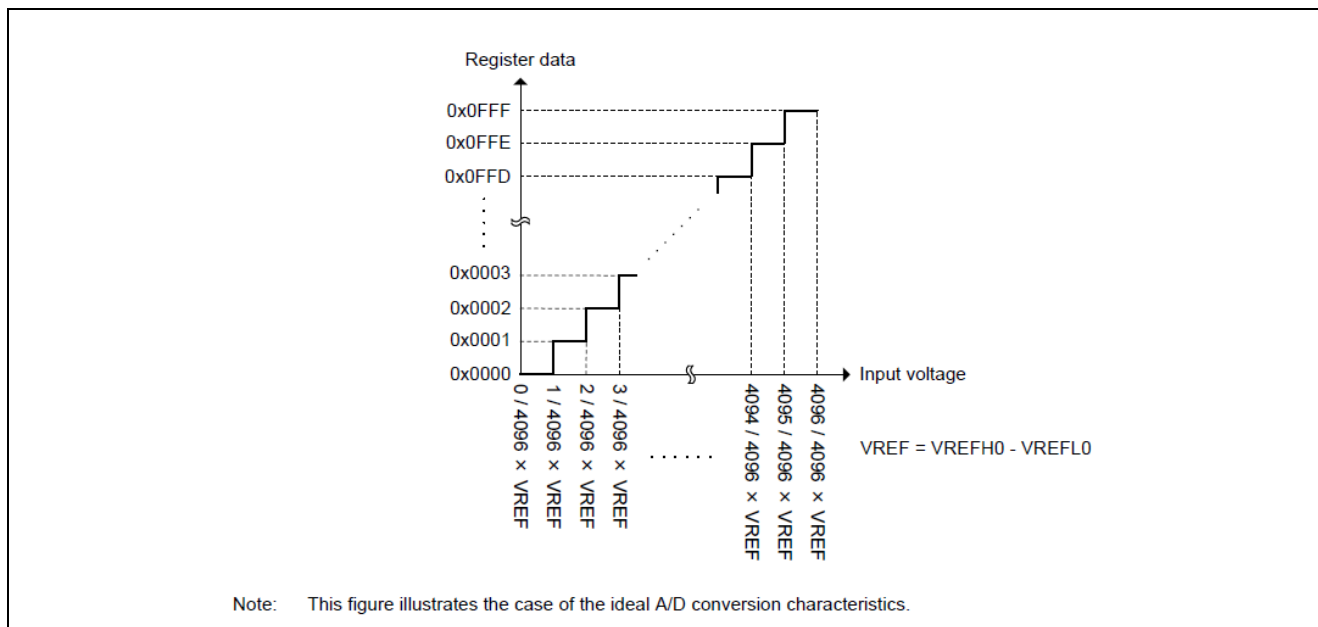 Register data
0x0FFF
0x0FFE
0x0FFD
0x0003
0x0002
0x0001
0x0000
Input voltage
0 / 4096 × VREF
1 / 4096 × VREF
2 / 4096 × VREF
3 / 4096 × VREF
......
4094 / 4096 × VREF
4095 / 4096 × VREF
4096 / 4096 × VREF
VREF = VREFH0 - VREFL0
Note: This figure illustrates the case of the ideal A/D conversion characteristics.